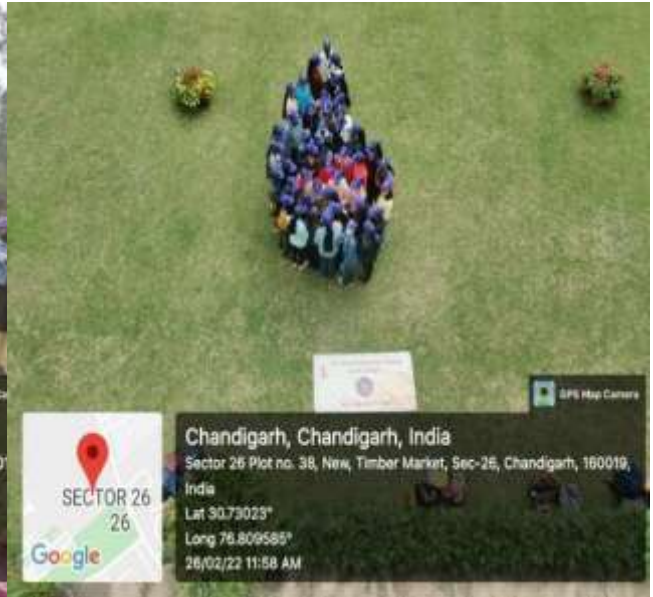 GPS Map Camera
SECTOR 26
26
Google
Chandigarh, Chandigarh, India
Sector 26 Plot no. 38, New, Timber Market, Sec-26, Chandigarh, 160019,
India
Lat 30.73023°
Long 76.809585°
26/02/22 11:58 AM